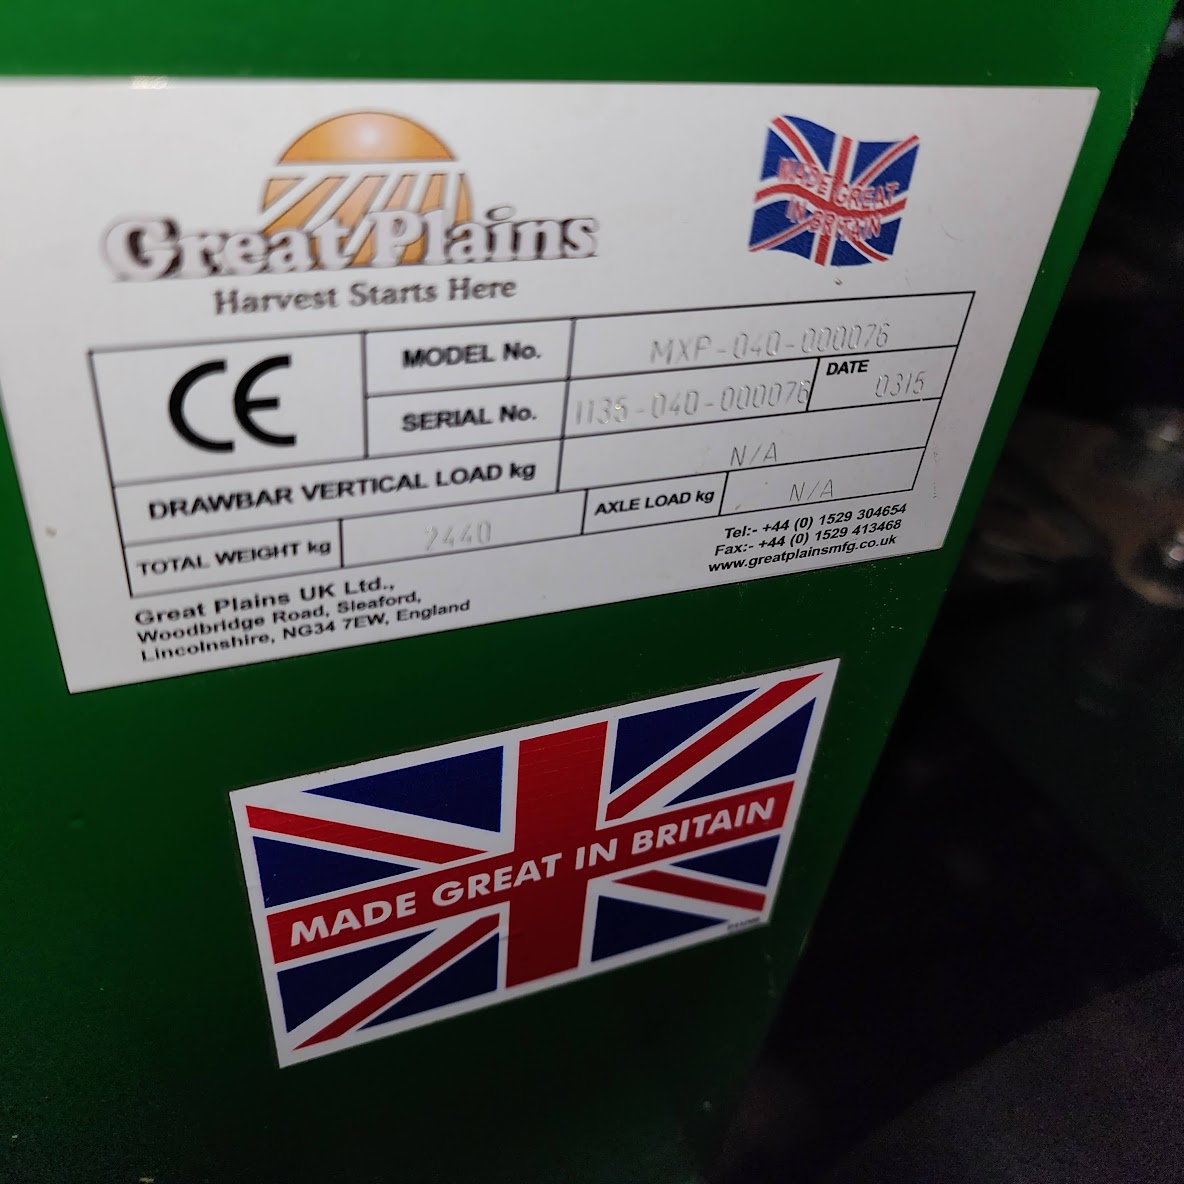 Great Plains
Harvest Starts Here
MADE GREAT
IN BRITAIN
CE
MODEL No.
MXP-040-000076
SERIAL No.
1135-040-000076
DATE
0315
DRAWBAR VERTICAL LOAD kg
N/A
TOTAL WEIGHT kg
2440
AXLE LOAD kg
N/A
Great Plains UK Ltd.,
Woodbridge Road, Sleaford,
Lincolnshire, NG34 7EW, England
Tel:- +44 (0) 1529 304654
Fax:- +44 (0) 1529 413468
www.greatplainsmfg.co.uk
MADE GREAT IN BRITAIN